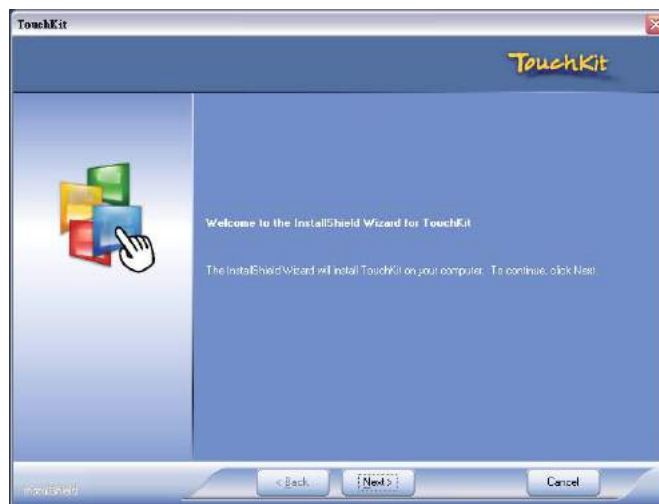 TouchKit
TouchKit
Welcome to the InstallShield Wizard for TouchKit
The InstallShield Wizard will install TouchKit on your computer. To continue, click Next.
InstallShield
< Back
Next >
Cancel